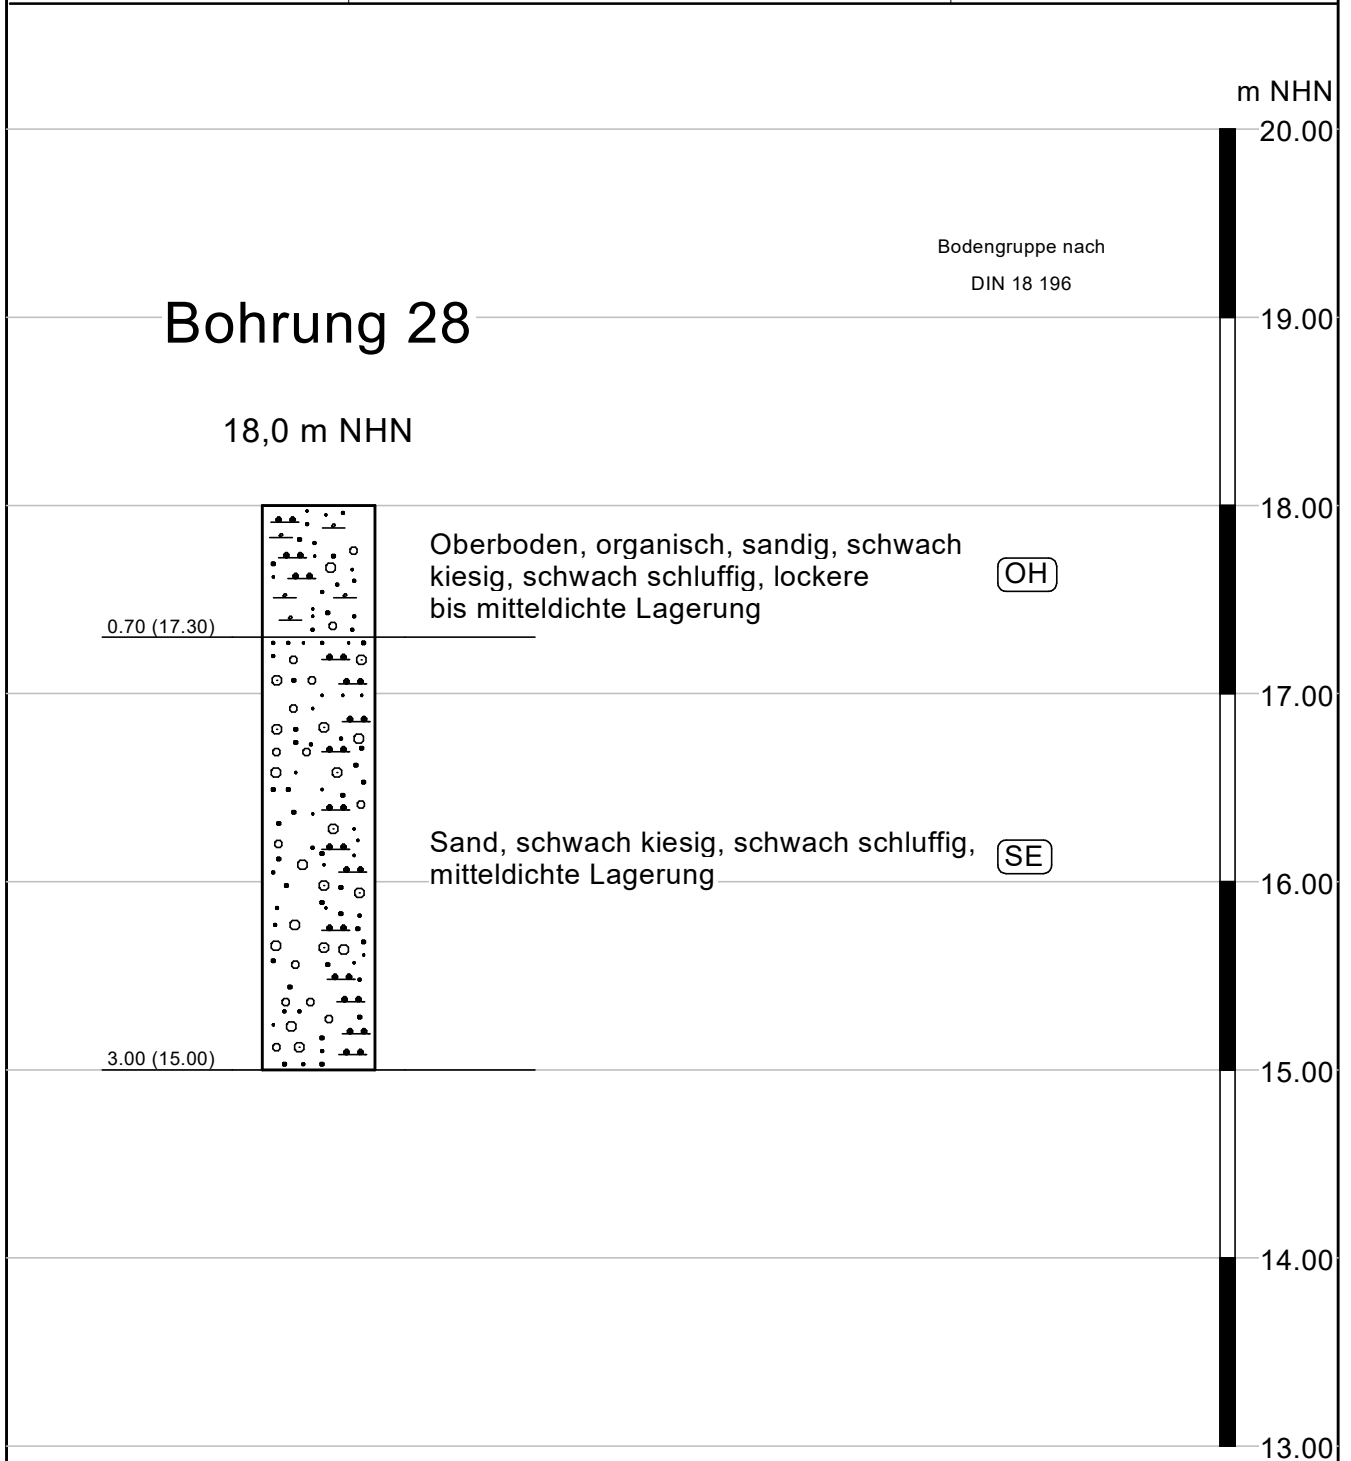 m NHN
20.00
Bodengruppe nach
DIN 18 196
Bohrung 28
19.00
18,0 m NHN
18.00
Oberboden, organisch, sandig, schwach
kiesig, schwach schluffig, lockere
bis mitteldichte Lagerung
OH
0.70 (17.30)
17.00
Sand, schwach kiesig, schwach schluffig,
mitteldichte Lagerung
SE
16.00
3.00 (15.00)
15.00
14.00
13.00